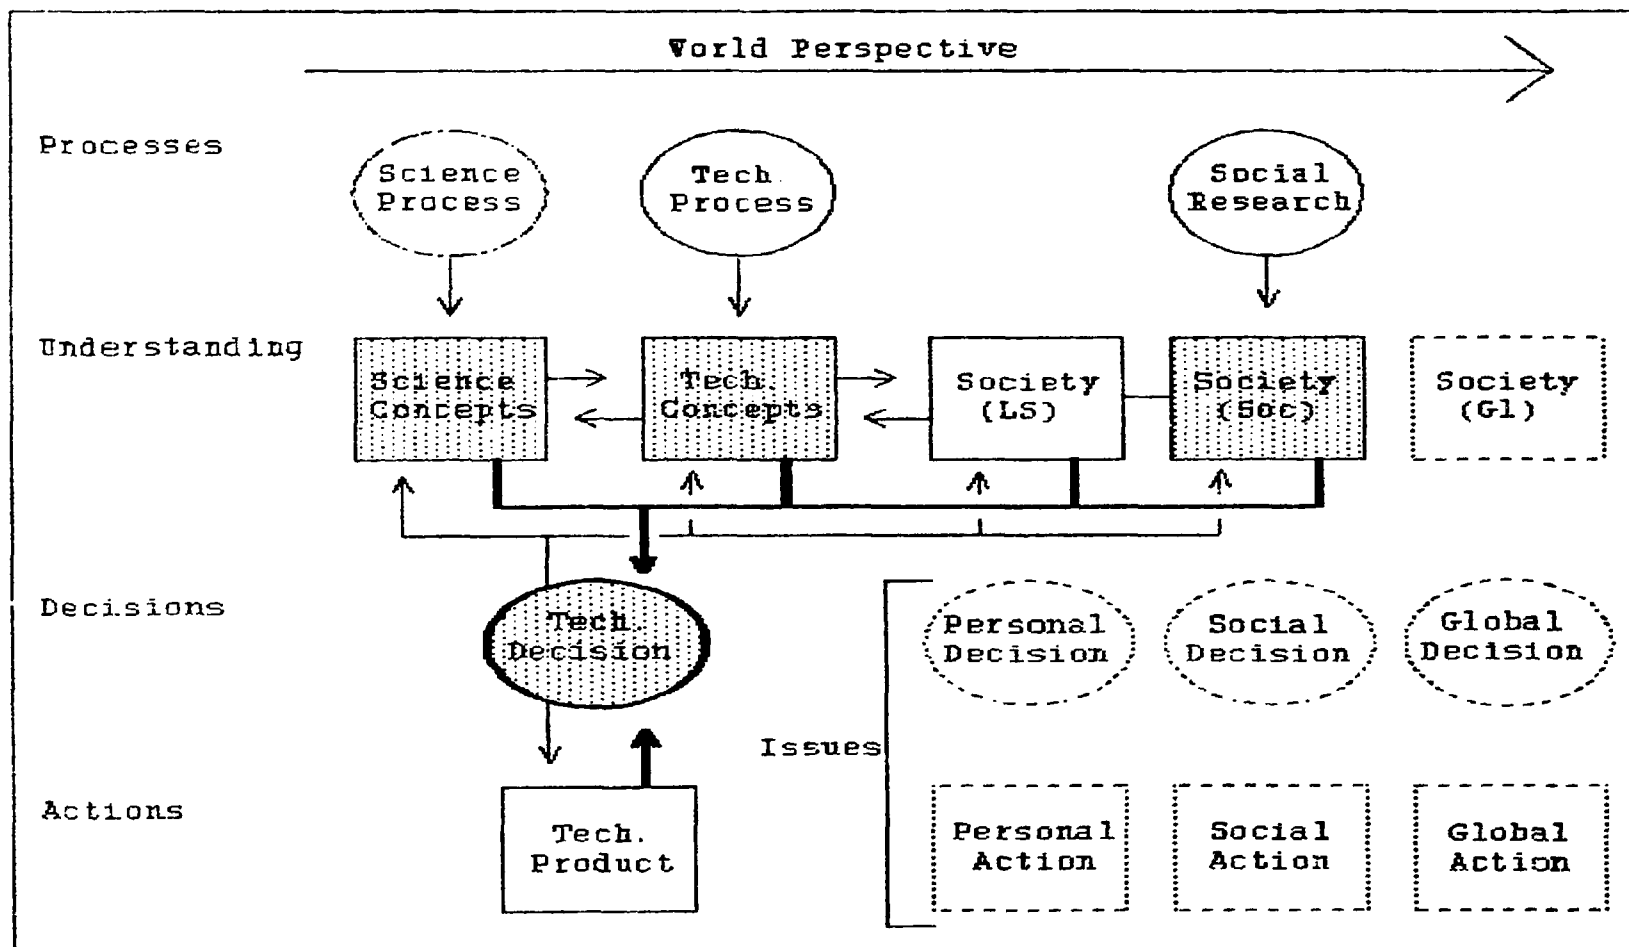 World Perspective
Processes
Science
Process
Tech.
Process
Social
Research
Understanding
Science
Concepts
Tech.
Concepts
Society
(LS)
Society
(Soc)
Society
(Gl)
Decisions
Tech.
Decision
Personal
Decision
Social
Decision
Global
Decision
Issues
Actions
Tech.
Product
Personal
Action
Social
Action
Global
Action